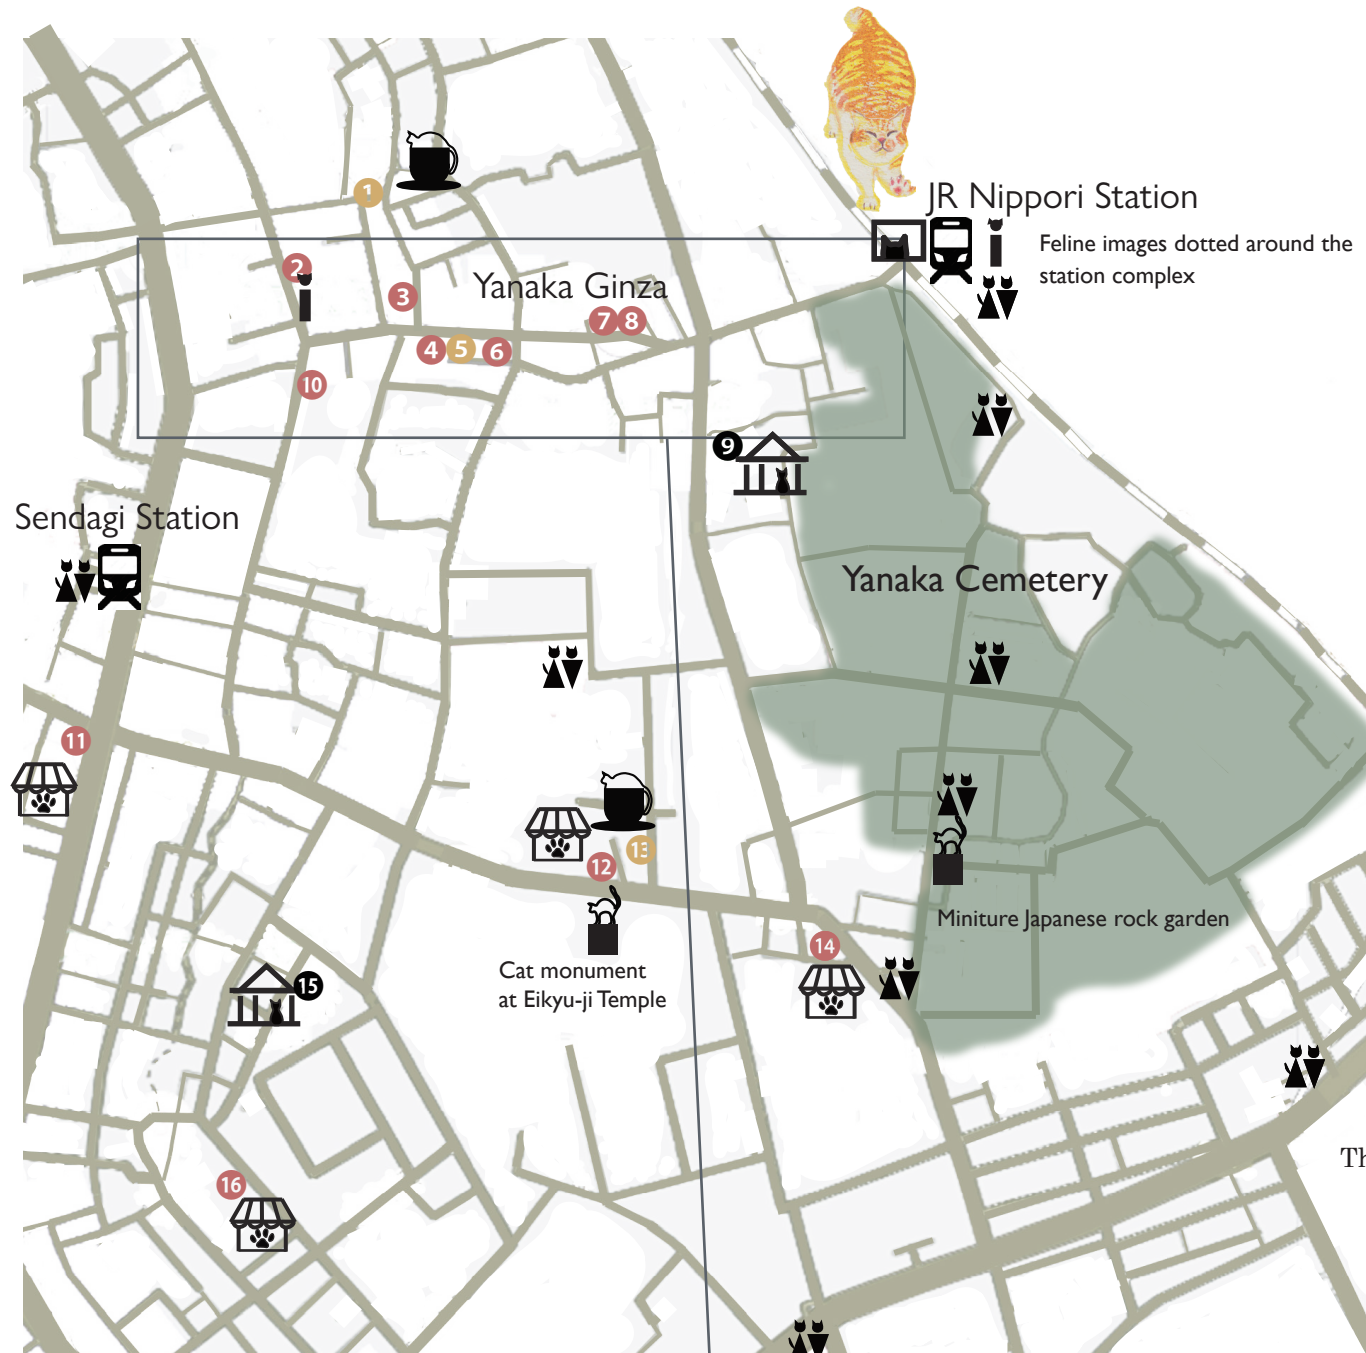 JR Nippori Station
Feline images dotted around the
station complex
1
2
3
Yanaka Ginza
7
8
4
5
6
10
9
Sendagi Station
Yanaka Cemetery
11
12
13
Miniture Japanese rock garden
14
Cat monument
at Eikyu-ji Temple
15
Th
16